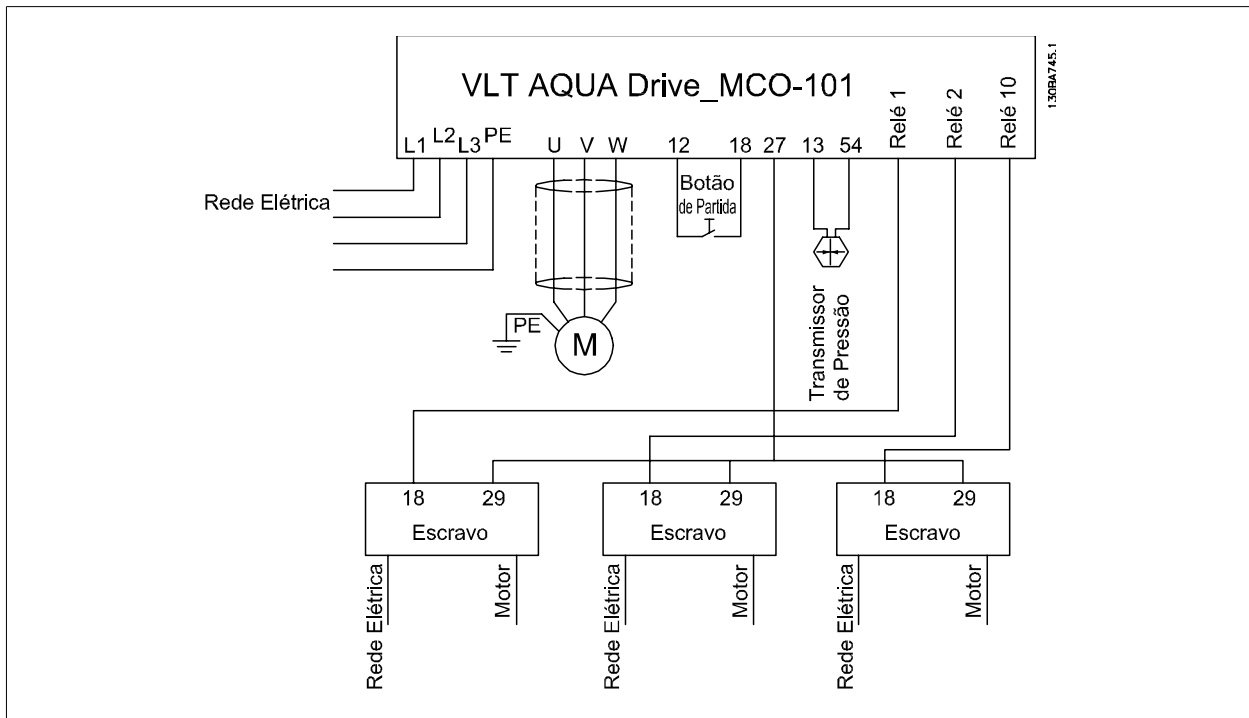 VLT AQUA Drive_MCO-101
130BA745.1
Relé 1
Relé 2
Relé 10
L1 L2 L3 PE U V W 12 18 27 13 54
Rede Elétrica
Botão
de Partida
PE
M
Transmissor
de Pressão
18 29
Escravo
Rede Elétrica
Motor
18 29
Escravo
Rede Elétrica
Motor
18 29
Escravo
Rede Elétrica
Motor